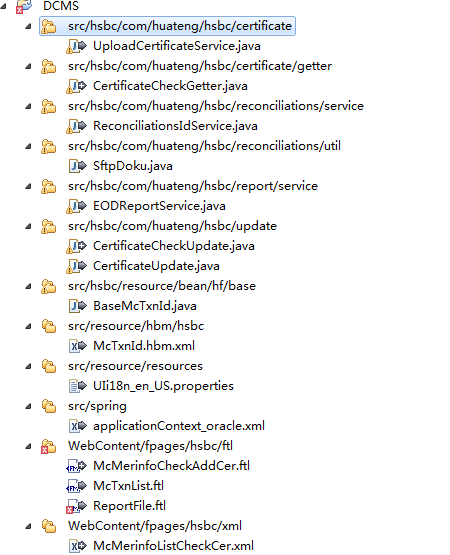 DCMS
src/hsbc/com/huateng/hsbc/certificate
UploadCertificateService.java
src/hsbc/com/huateng/hsbc/certificate/getter
CertificateCheckGetter.java
src/hsbc/com/huateng/hsbc/reconciliations/service
ReconciliationsIdService.java
src/hsbc/com/huateng/hsbc/reconciliations/util
SftpDoku.java
src/hsbc/com/huateng/hsbc/report/service
EODReportService.java
src/hsbc/com/huateng/hsbc/update
CertificateCheckUpdate.java
CertificateUpdate.java
src/hsbc/resource/bean/hf/base
BaseMcTxnId.java
src/resource/hbm/hsbc
McTxnId.hbm.xml
src/resource/resources
UIi18n_en_US.properties
src/spring
applicationContext_oracle.xml
WebContent/fpages/hsbc/ftl
McMerinfoCheckAddCer.ftl
McTxnList.ftl
ReportFile.ftl
WebContent/fpages/hsbc/xml
McMerinfoListCheckCer.xml